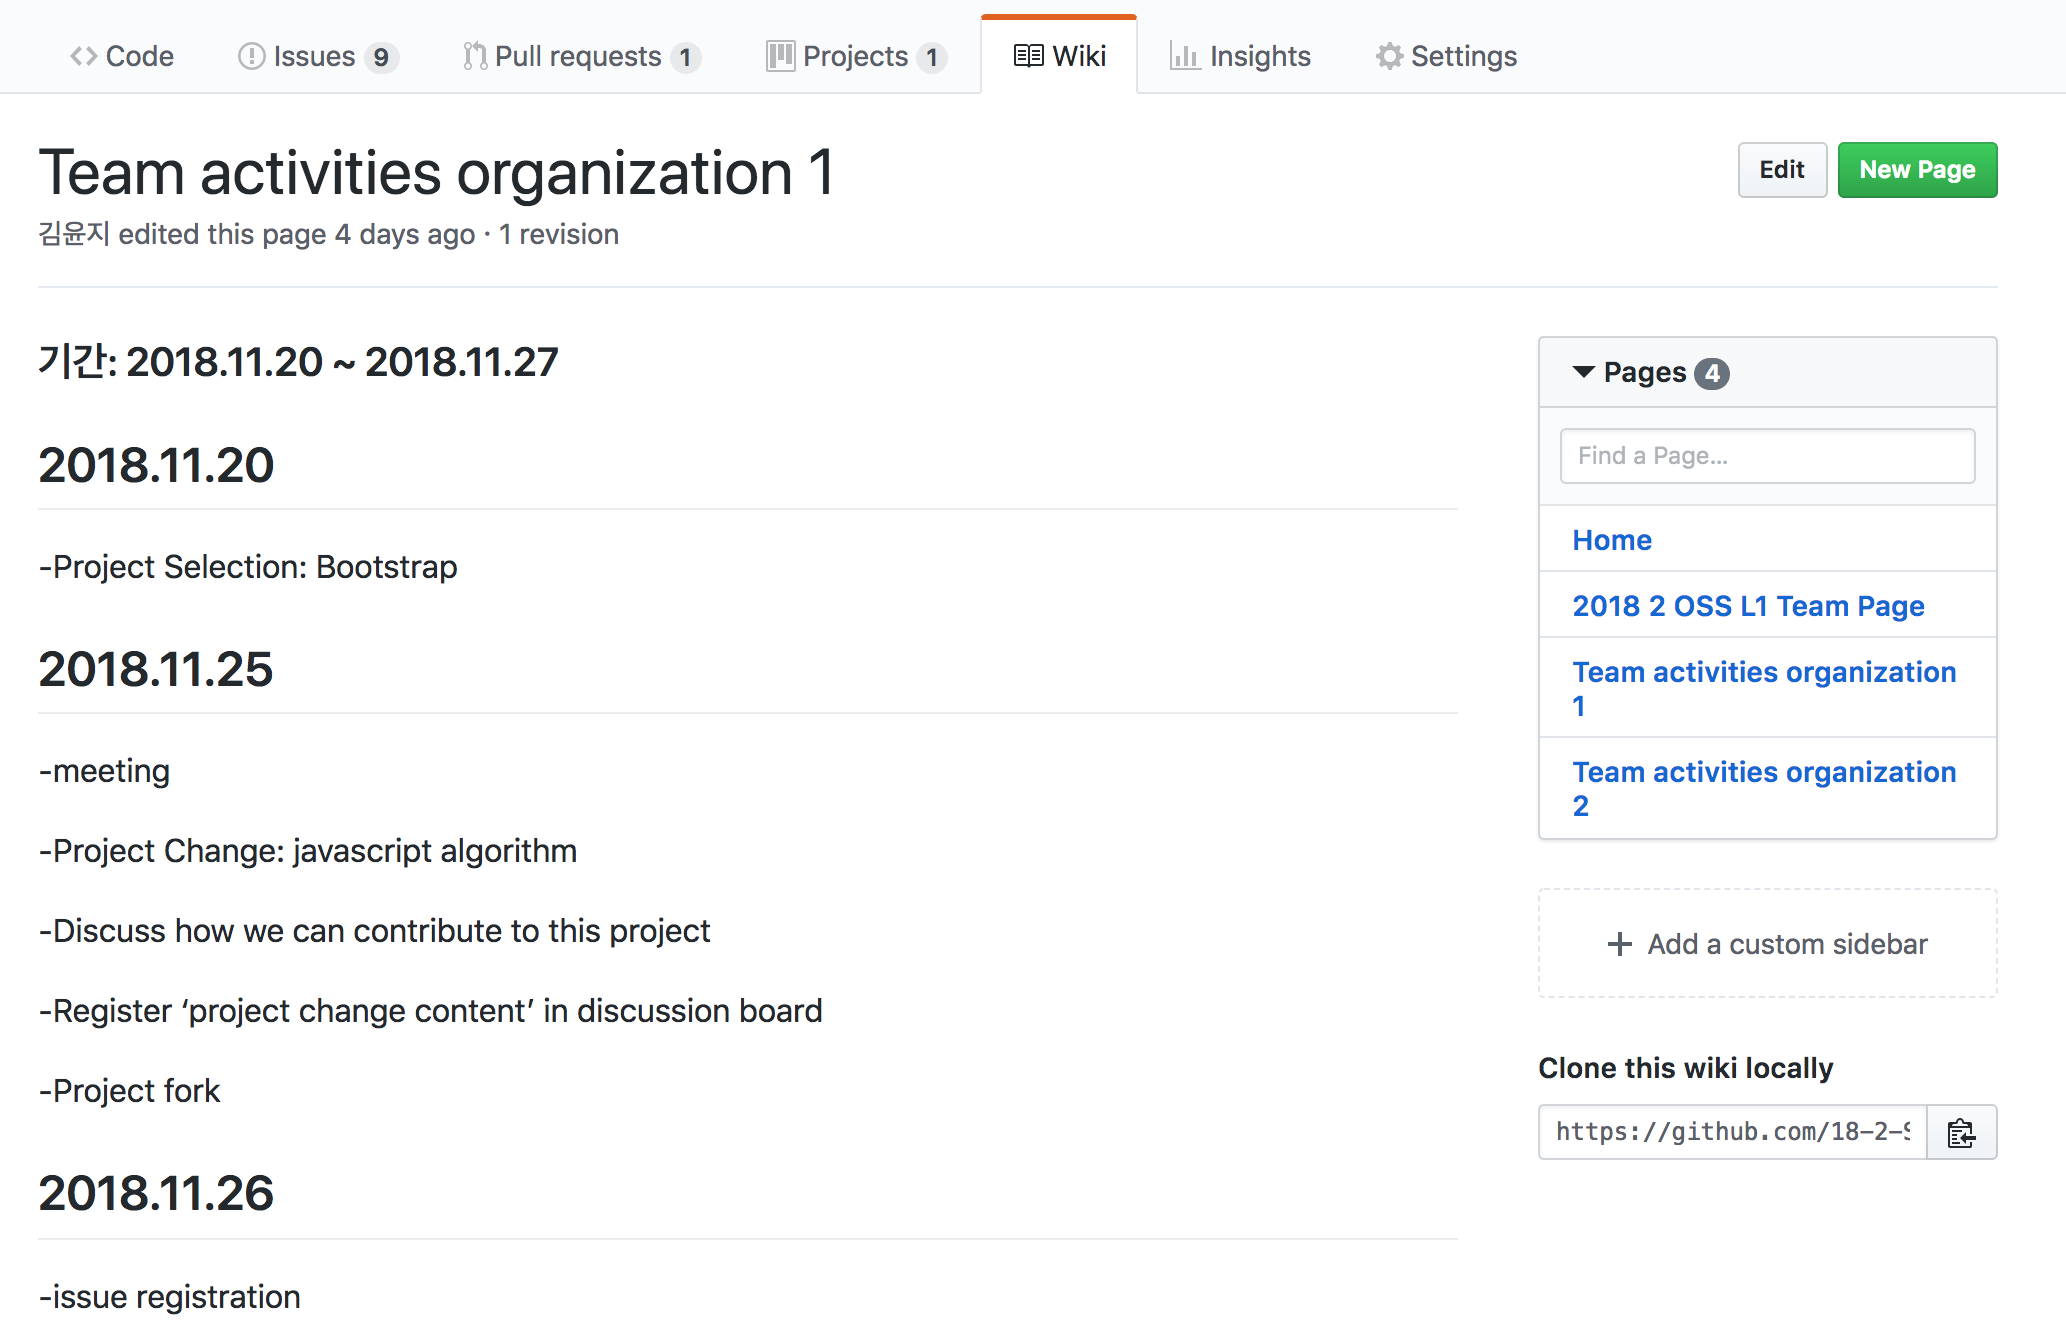 Code Issues 9 Pull requests 1 Projects 1 Wiki Insights Settings
Team activities organization 1
Edit New Page
김윤지 edited this page 4 days ago · 1 revision
기간: 2018.11.20 ~ 2018.11.27
2018.11.20
-Project Selection: Bootstrap
2018.11.25
-meeting
-Project Change: javascript algorithm
-Discuss how we can contribute to this project
-Register ‘project change content’ in discussion board
-Project fork
2018.11.26
-issue registration
Pages 4
Find a Page...
Home
2018 2 OSS L1 Team Page
Team activities organization
1
Team activities organization
2
Add a custom sidebar
Clone this wiki locally
https://github.com/18-2-